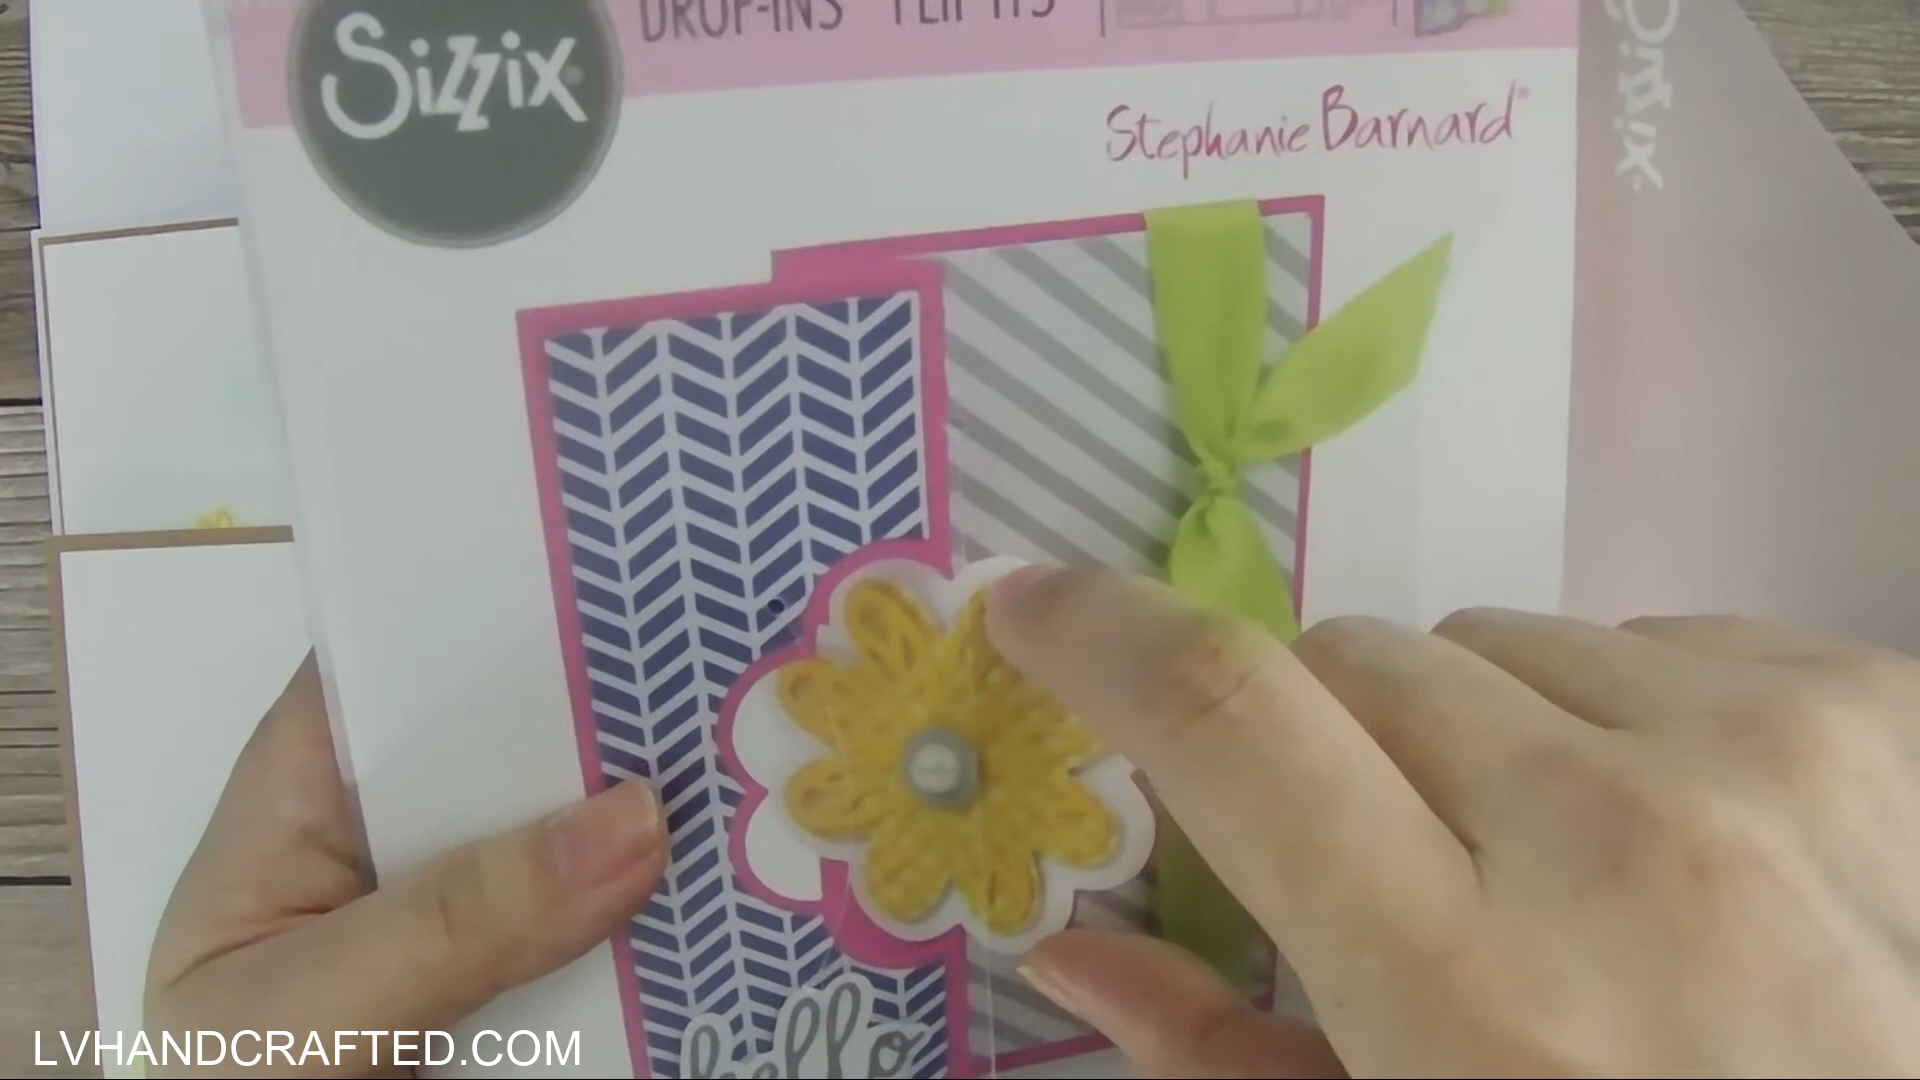 DROP-INS FLIP ITS
Sizzix
Stephanie Barnard
Sizzix
hello
LVHANDCRAFTED.COM